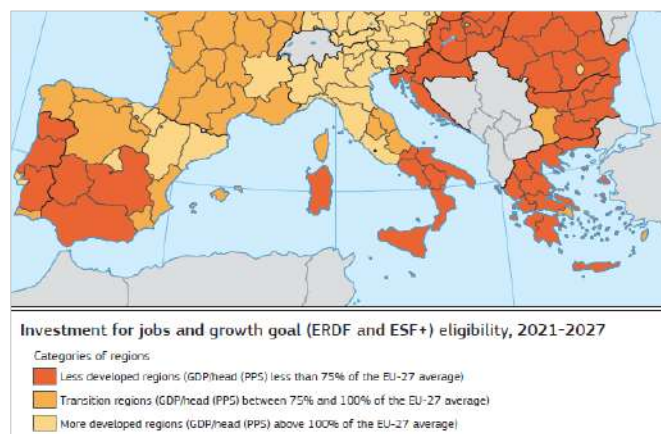 Investment for jobs and growth goal (ERDF and ESF+) eligibility, 2021-2027
Categories of regions
Less developed regions (GDP/head (PPS) less than 75% of the EU-27 average)
Transition regions (GDP/head (PPS) between 75% and 100% of the EU-27 average)
More developed regions (GDP/head (PPS) above 100% of the EU-27 average)